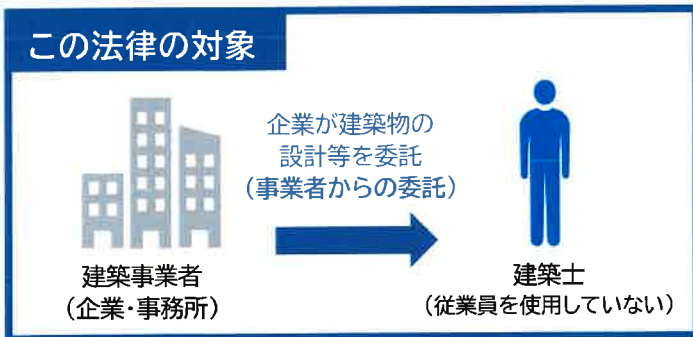 この法律の対象
企業が建築物の
設計等を委託
(事業者からの委託)
建築事業者
(企業・事務所)
建築士
(従業員を使用していない)